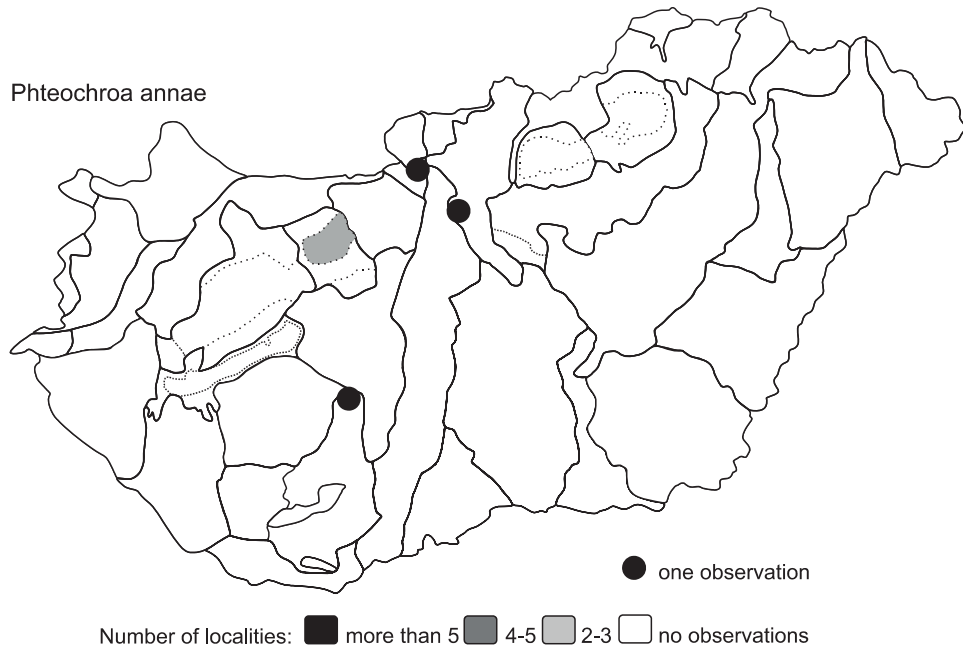 Phteochroa annae
one observation
Number of localities: more than 5 4-5 2-3 no observations